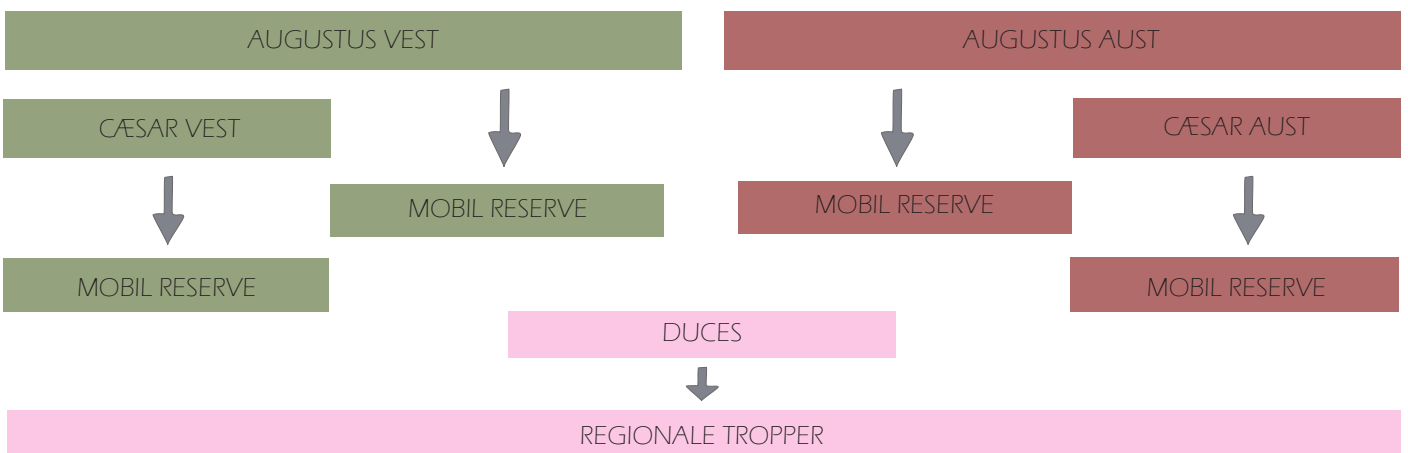 AUGUSTUS VEST
AUGUSTUS AUST
CÆSAR VEST
CÆSAR AUST
MOBIL RESERVE
MOBIL RESERVE
MOBIL RESERVE
MOBIL RESERVE
DUCES
REGIONALE TROPPER